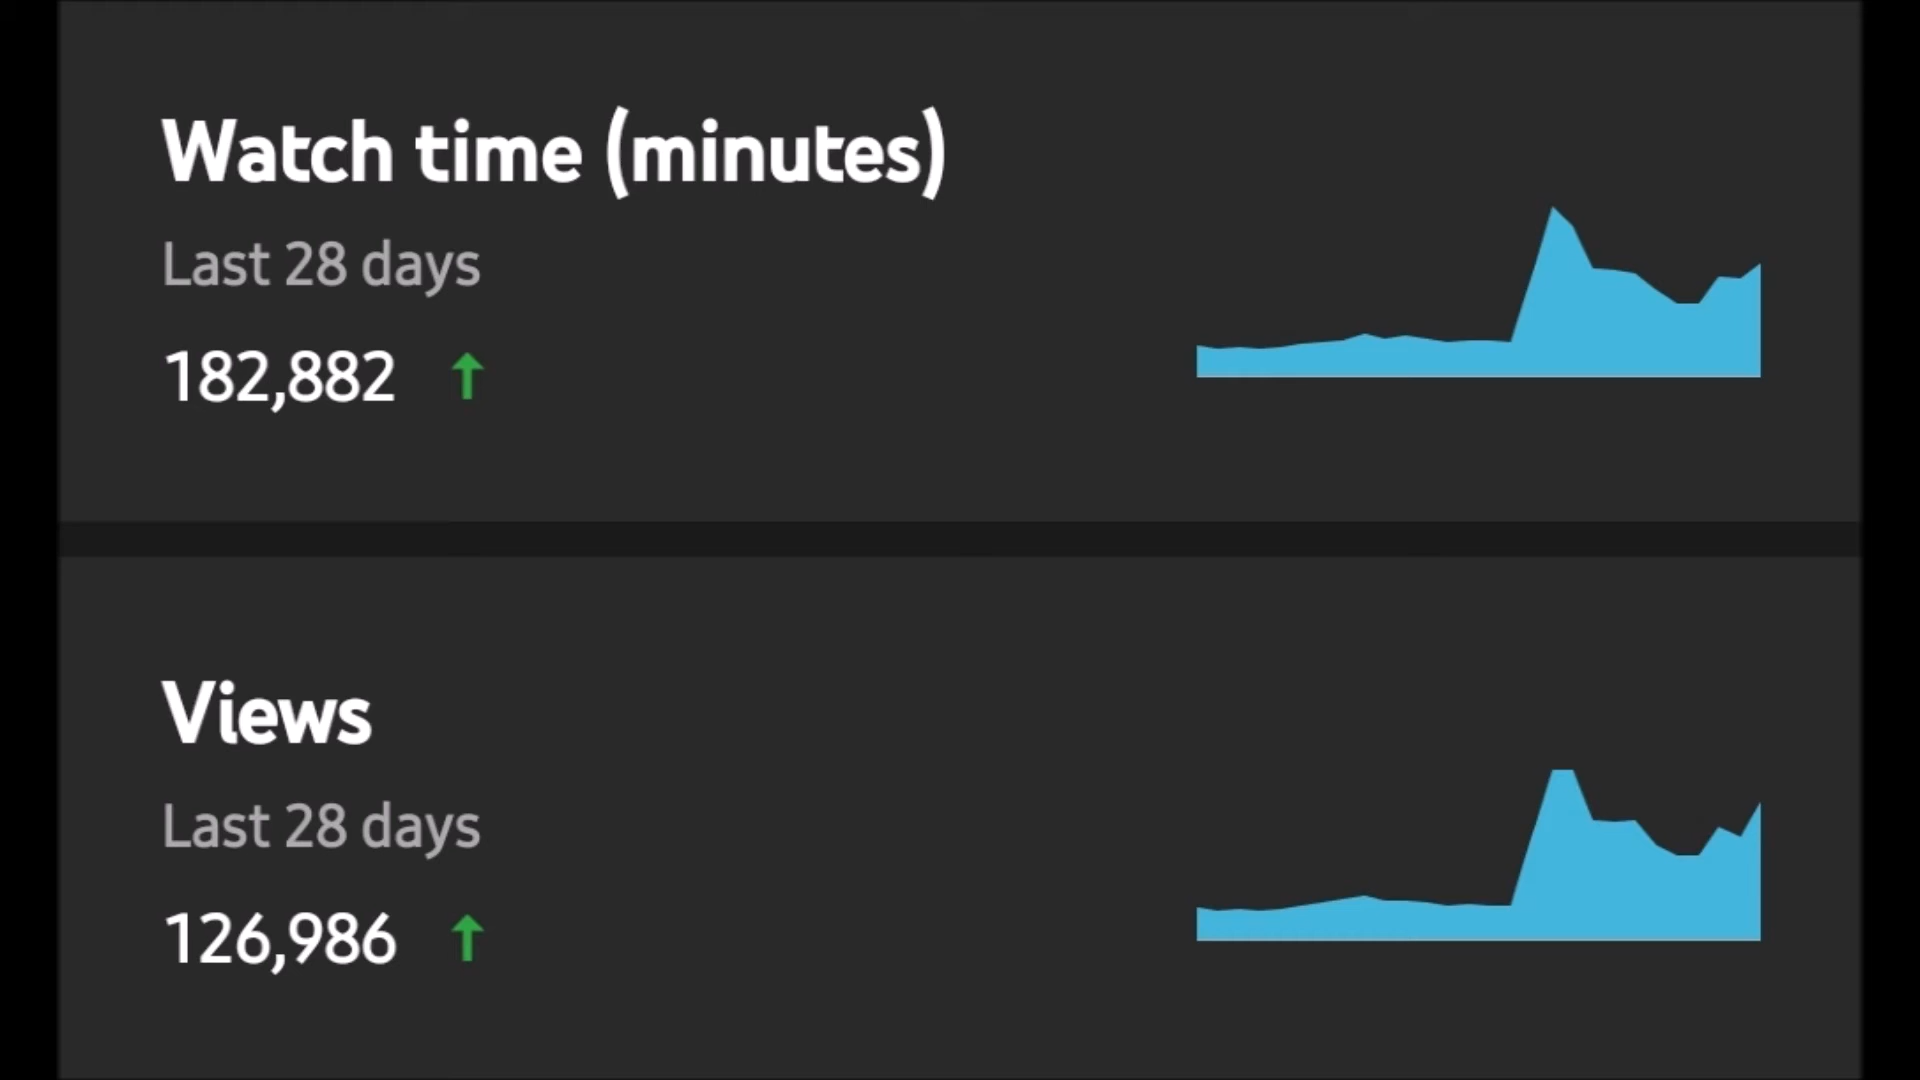 Watch time (minutes)
Last 28 days
182,882
Views
Last 28 days
126,986